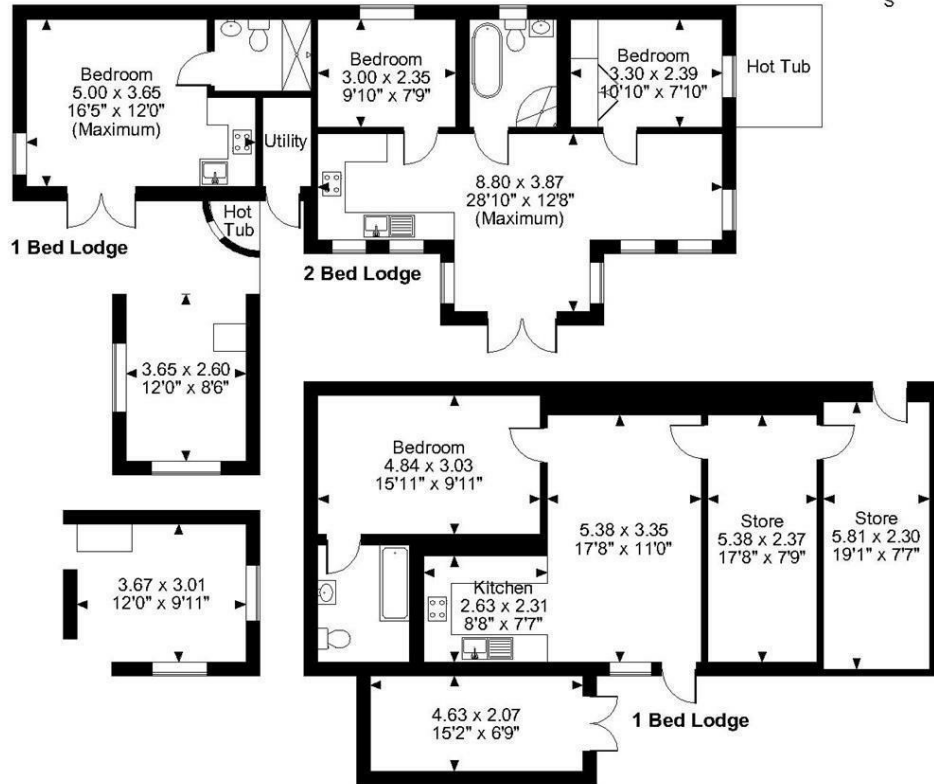 S
Bedroom
5.00 x 3.65
16'5" x 12'0"
(Maximum)
Utility
Bedroom
3.00 x 2.35
9'10" x 7'9"
Bedroom
3.30 x 2.39
10'10" x 7'10"
Hot Tub
8.80 x 3.87
28'10" x 12'8"
(Maximum)
Hot
Tub
1 Bed Lodge
2 Bed Lodge
3.65 x 2.60
12'0" x 8'6"
Bedroom
4.84 x 3.03
15'11" x 9'11"
5.38 x 3.35
17'8" x 11'0"
Store
5.38 x 2.37
17'8" x 7'9"
Store
5.81 x 2.30
19'1" x 7'7"
3.67 x 3.01
12'0" x 9'11"
Kitchen
2.63 x 2.31
8'8" x 7'7"
4.63 x 2.07
15'2" x 6'9"
1 Bed Lodge